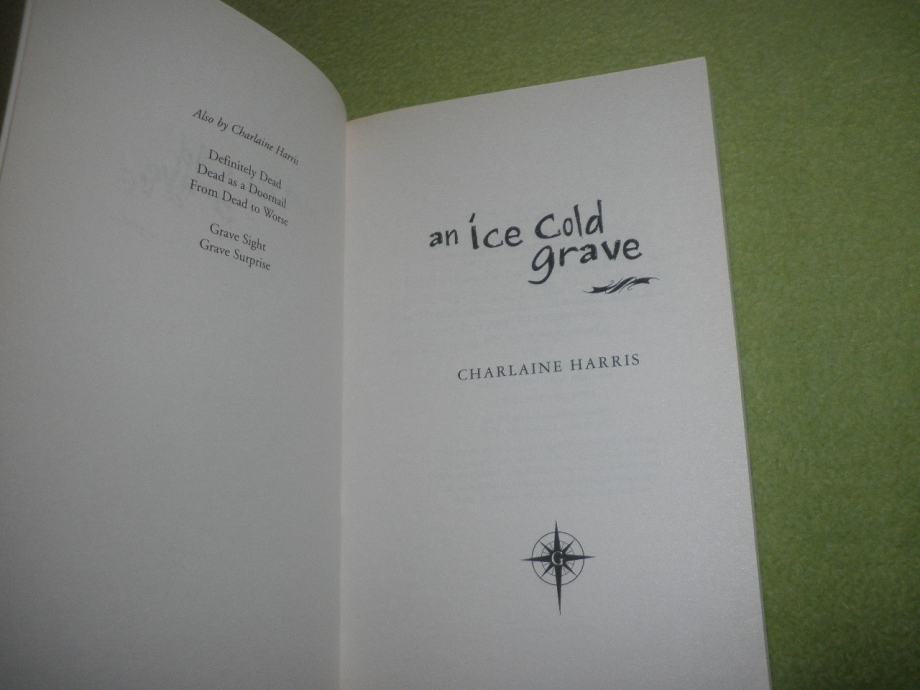 Also by Charlaine Harris
Definitely Dead
Dead as a Doornail
From Dead to Worse
Grave Sight
Grave Surprise
an ice cold
grave
CHARLAINE HARRIS
G